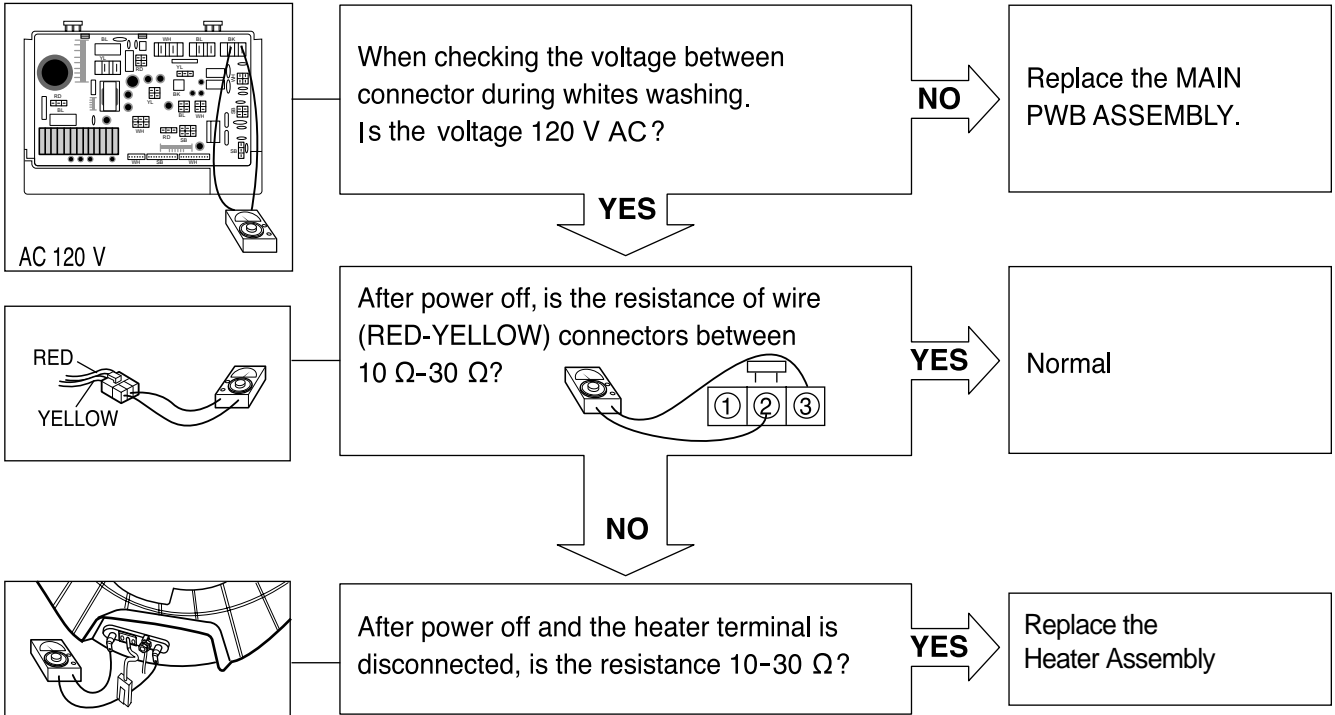 When checking the voltage between
connector during whites washing.
Is the voltage 120 V AC?
NO
Replace the MAIN
PWB ASSEMBLY.
AC 120 V
YES
After power off, is the resistance of wire
(RED-YELLOW) connectors between
10 Ω-30 Ω?
① ② ③
RED
YELLOW
YES
Normal
NO
After power off and the heater terminal is
disconnected, is the resistance 10-30 Ω?
YES
Replace the
Heater Assembly